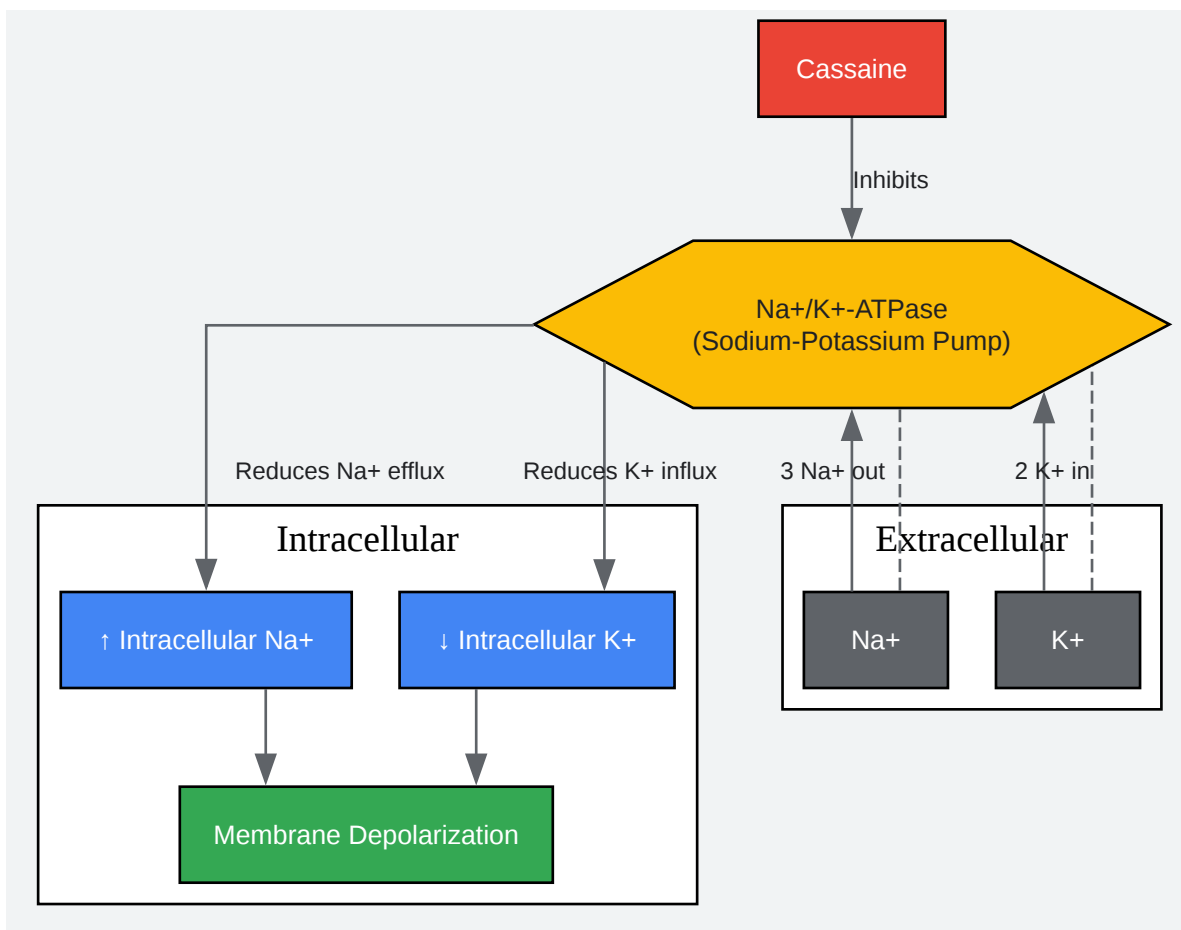 Cassaine
Inhibits
Na+/K+-ATPase
(Sodium-Potassium Pump)
Reduces Na+ efflux
Reduces K+ influx
3 Na+ out
2 K+ in
Intracellular
Extracellular
↑ Intracellular Na+
↓ Intracellular K+
Na+
K+
Membrane Depolarization